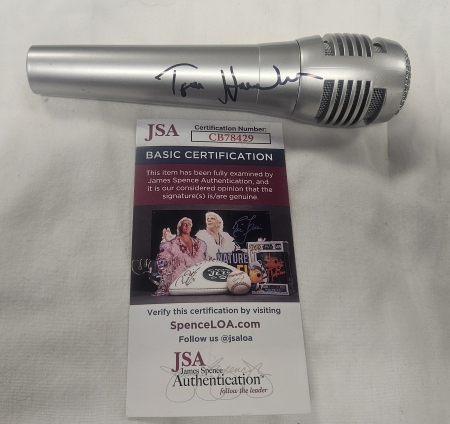 JSA
Certification Number:
CB78429
BASIC CERTIFICATION
This item has been fully examined by
James Spence Authentication, and
it is our considered opinion that the
signature(s) is/are genuine.
NATURE
JETS
Verify this certification by visiting
SpenceLOA.com
Follow us @jsaloa
JSA
James Spence
Authentication
follow the leader